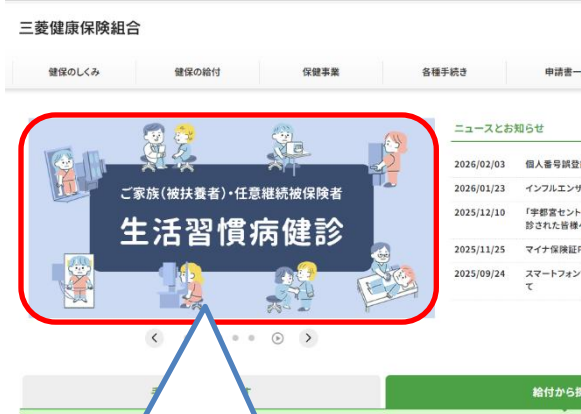 三菱健康保険組合
健保のしくみ
健保の給付
保健事業
各種手続き
申請書一
ご家族(被扶養者)・任意継続被保険者
生活習慣病健診
ニュースとお知らせ
2026/02/03 個人番号誤登
2026/01/23 インフルエンサ
2025/12/10 「宇都宮セント
診された皆様へ
2025/11/25 マイナ保険証
2025/09/24 スマートフォン
て
給付から